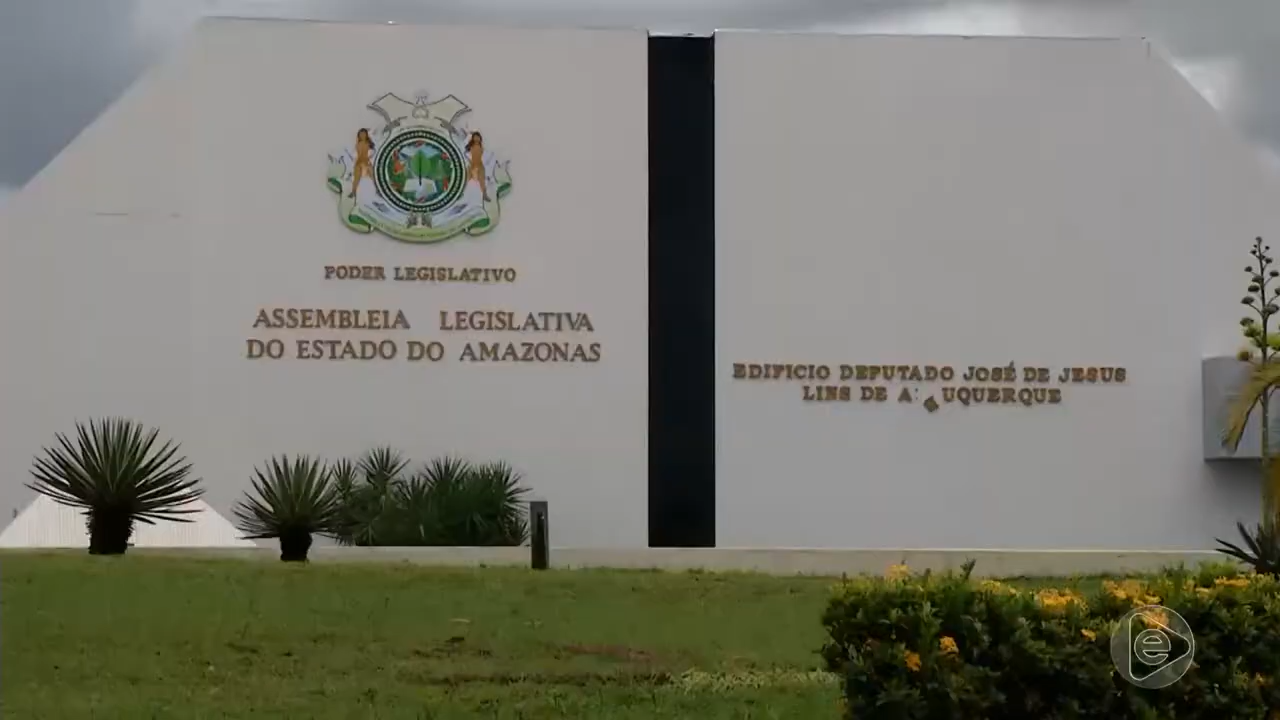 PODER LEGISLATIVO
ASSEMBLEIA LEGISLATIVA
DO ESTADO DO AMAZONAS
EDIFICIO DEPUTADO JOSÉ DE JESUS
LINS DE A UQUERQUE
e